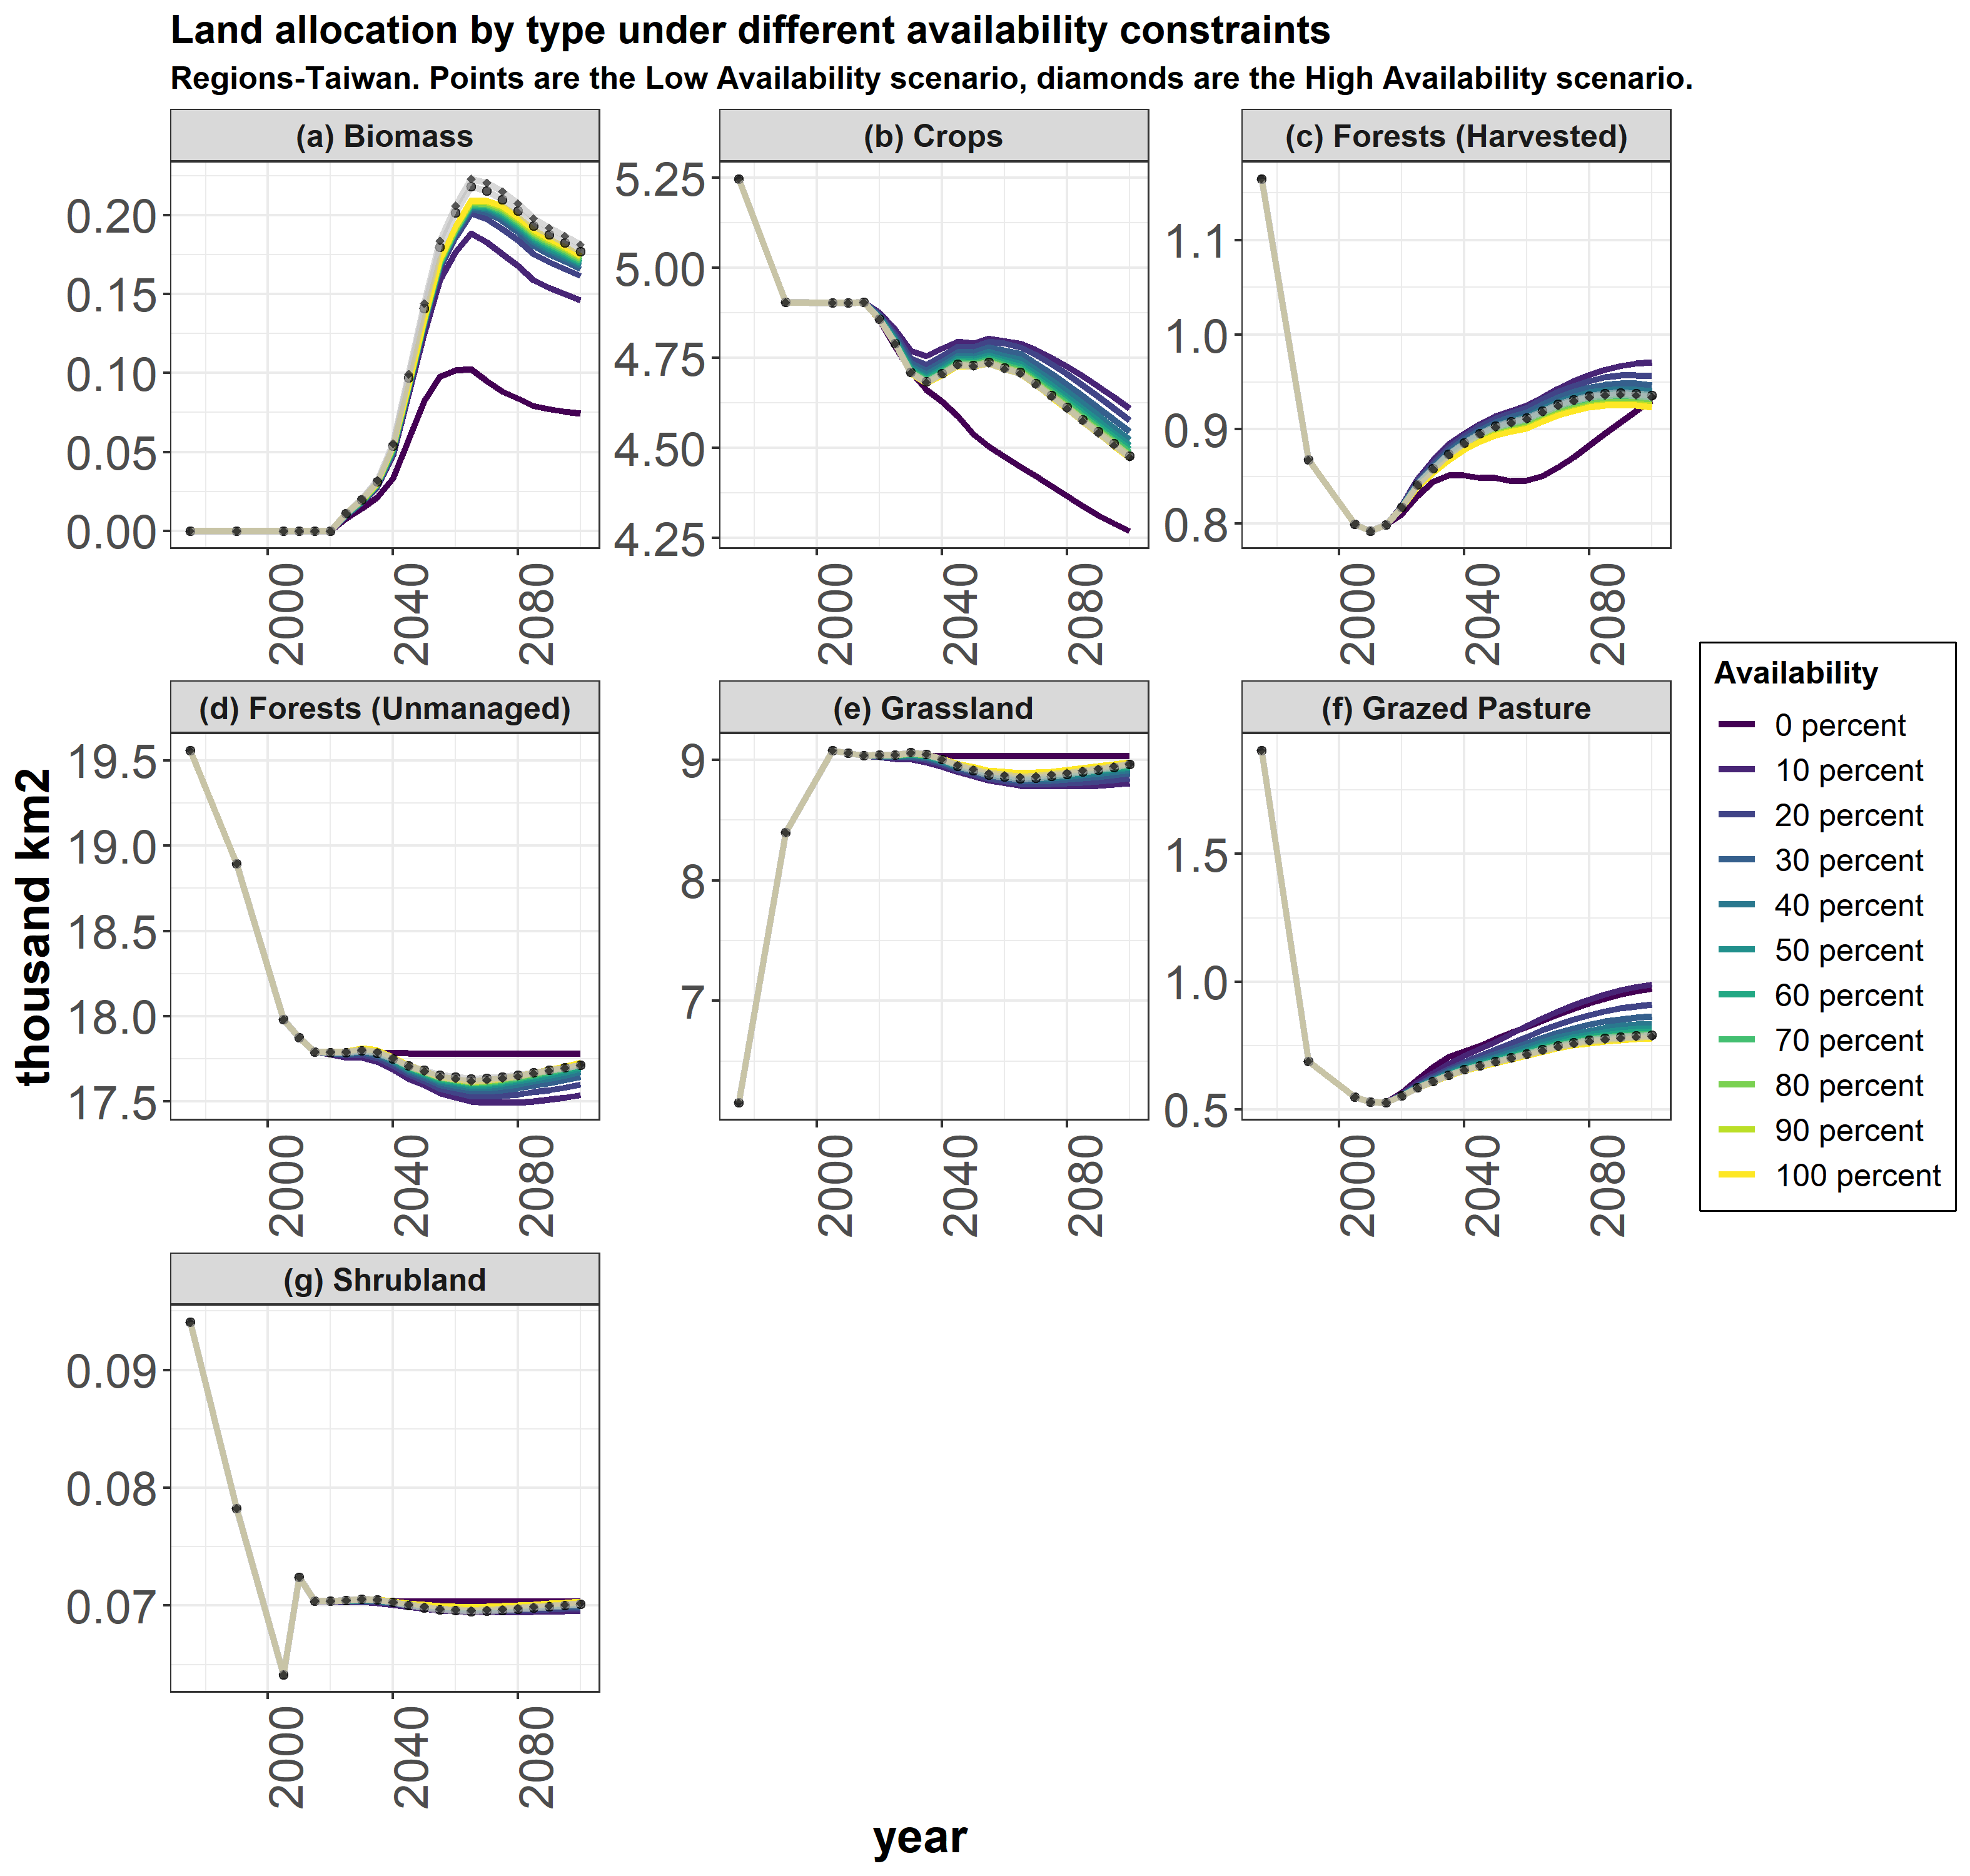 Land allocation by type under different availability constraints
Regions-Taiwan. Points are the Low Availability scenario, diamonds are the High Availability scenario.
(a) Biomass
0.20
0.15
0.10
0.05
0.00
2000
2040
2080
(b) Crops
5.25
5.00
4.75
4.50
4.25
2000
2040
2080
(c) Forests (Harvested)
1.1
1.0
0.9
0.8
2000
2040
2080
thousand km2
(d) Forests (Unmanaged)
19.5
19.0
18.5
18.0
17.5
2000
2040
2080
(e) Grassland
9
8
7
2000
2040
2080
(f) Grazed Pasture
1.5
1.0
0.5
2000
2040
2080
(g) Shrubland
0.09
0.08
0.07
2000
2040
2080
year
Availability
0 percent
10 percent
20 percent
30 percent
40 percent
50 percent
60 percent
70 percent
80 percent
90 percent
100 percent